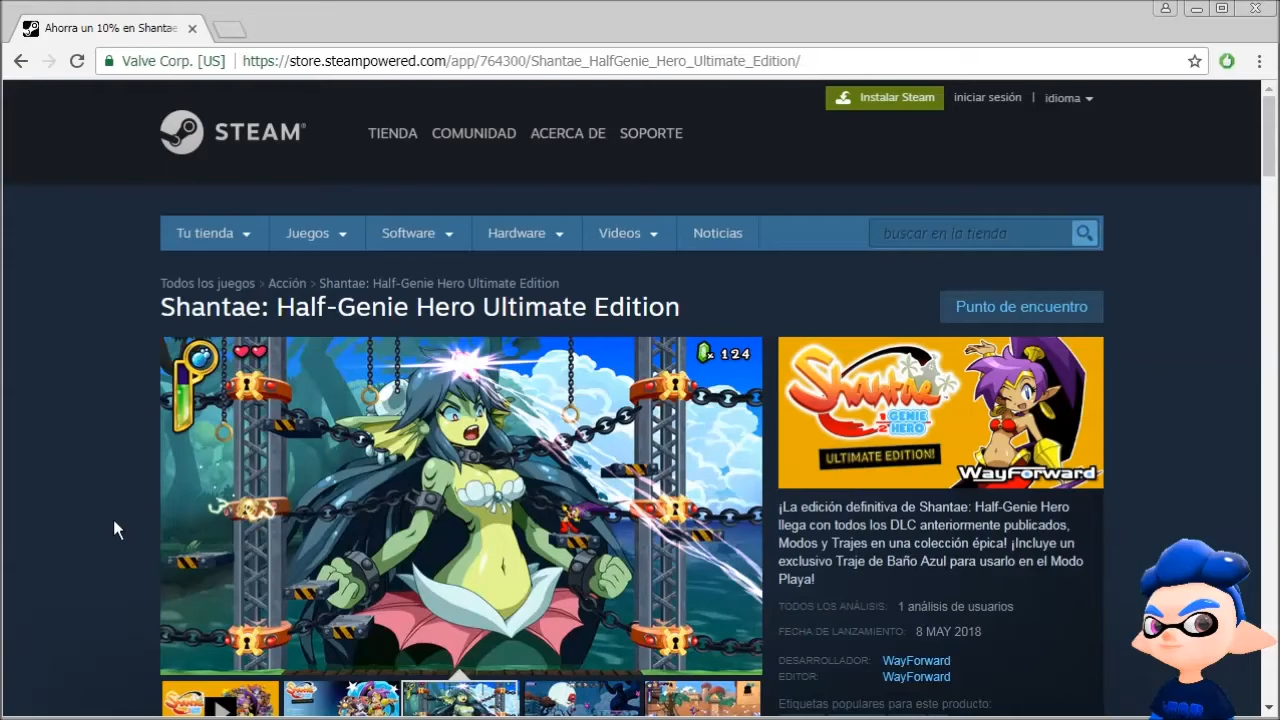 Ahorra un 10% en Shantae
Valve Corp. [US]
https://store.steampowered.com/app/764300/Shantae_HalfGenie_Hero_Ultimate_Edition/
Instalar Steam
iniciar sesión
idioma
STEAM
TIENDA
COMUNIDAD
ACERCA DE
SOPORTE
Tu tienda
Juegos
Software
Hardware
Videos
Noticias
buscar en la tienda
Todos los juegos > Acción > Shantae: Half-Genie Hero Ultimate Edition
Shantae: Half-Genie Hero Ultimate Edition
Punto de encuentro
x 124
Shantae
1/2 GENIE
HERO
ULTIMATE EDITION!
WayForward
¡La edición definitiva de Shantae: Half-Genie Hero
llega con todos los DLC anteriormente publicados,
Modos y Trajes en una colección épica! ¡Incluye un
exclusivo Traje de Baño Azul para usarlo en el Modo
Playa!
TODOS LOS ANÁLISIS: 1 análisis de usuarios
FECHA DE LANZAMIENTO: 8 MAY 2018
DESARROLLADOR: WayForward
EDITOR: WayForward
Etiquetas populares para este producto: